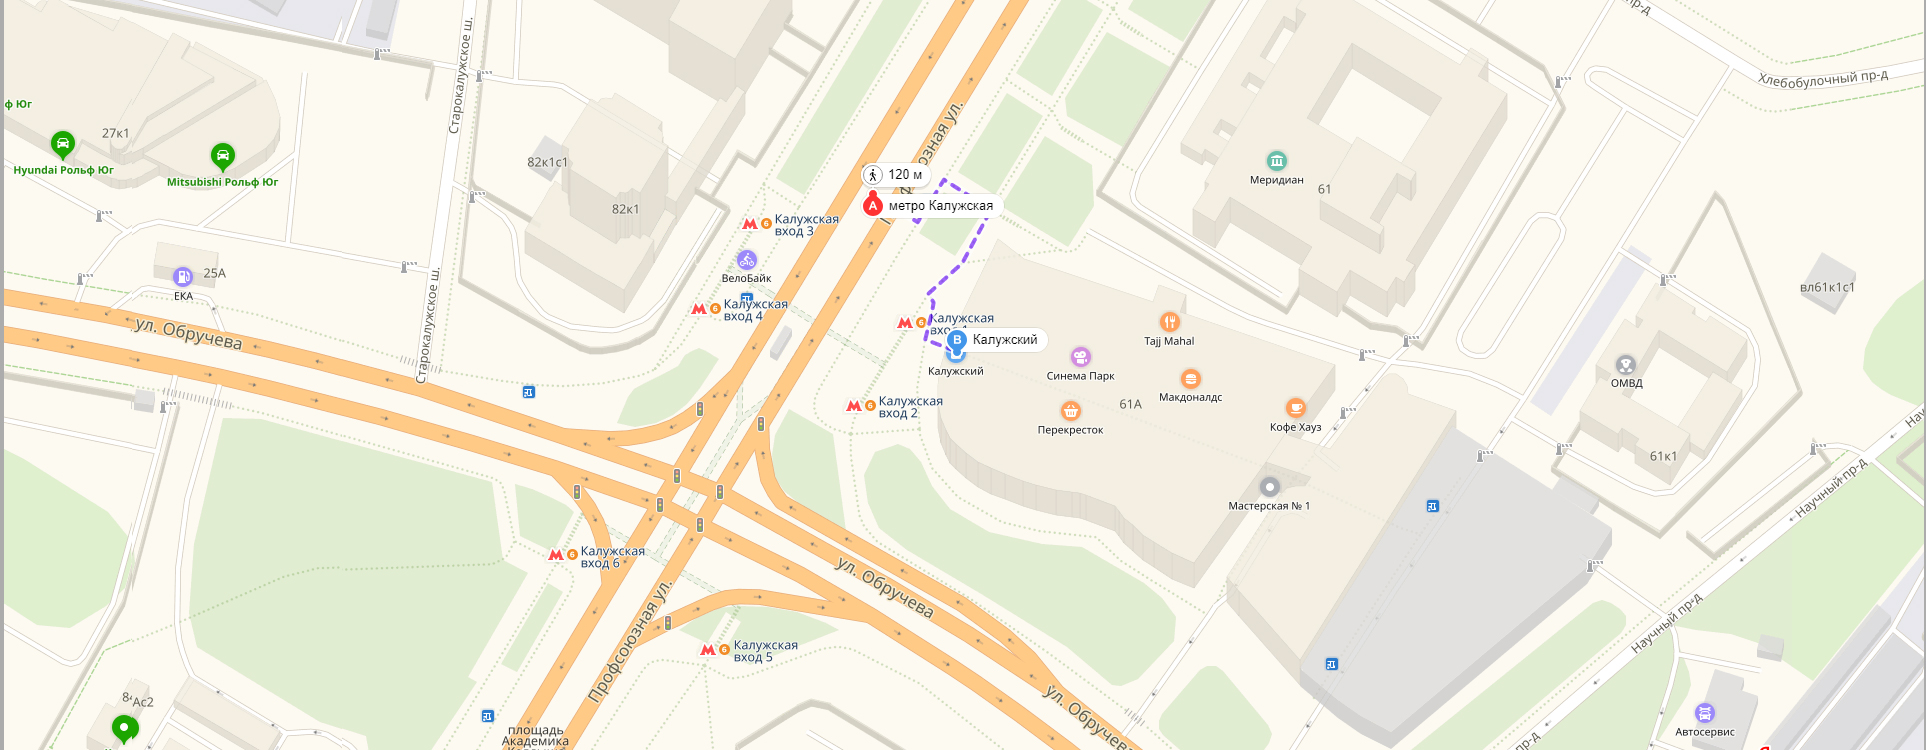 ф Юг
27к1
Hyundai Рольф Юг
Mitsubishi Рольф Юг
Старокалужское ш.
82к1с1
82к1
25А
ЕКА
ул. Обручева
Старокалужское ш.
Калужская
вход 3
ВелоБайк
Калужская
вход 4
120 м
А
метро Калужская
Калужская
B
Калужский
Калужский
Калужская
вход 2
Меридиан
61
Tajj Mahal
Синема Парк
Макдоналдс
61А
Перекресток
Кофе Хауз
Мастерская № 1
пр-д
Хлебобулочный пр-д
вл61к1с1
ОМВД
61к1
Научный пр-д
Научный пр-д
Калужская
вход 6
ул. Обручева
Профсоюзная ул.
Калужская
вход 5
ул. Обручева
Ас2
площадь
Академика
пр-д
Автосервис